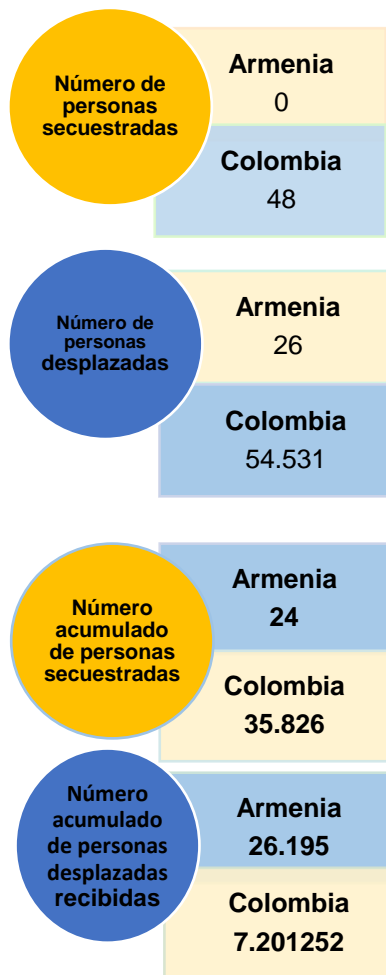 Número de
personas
secuestradas
Armenia
0
Colombia
48
Número de
personas
desplazadas
Armenia
26
Colombia
54.531
Número
acumulado
de personas
secuestradas
Armenia
24
Colombia
35.826
Número
acumulado
de personas
desplazadas
recibidas
Armenia
26.195
Colombia
7.201252